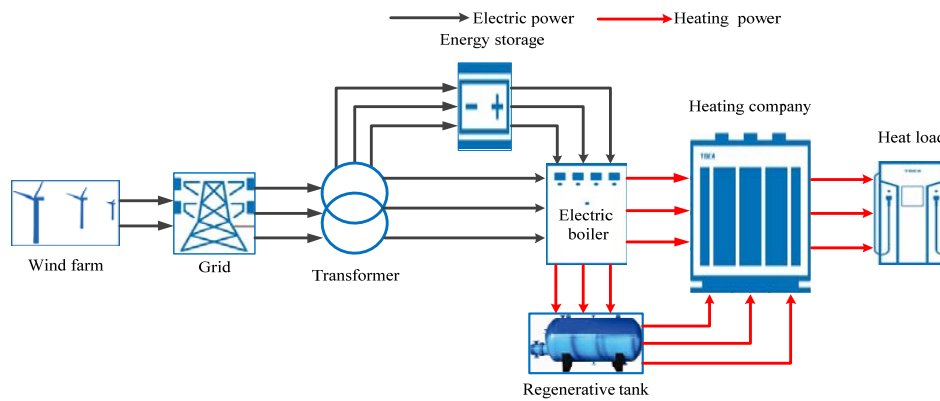 Electric power
Heating power
Energy storage
Heating company
Heat load
Electric
boiler
Wind farm
Grid
Transformer
Regenerative tank